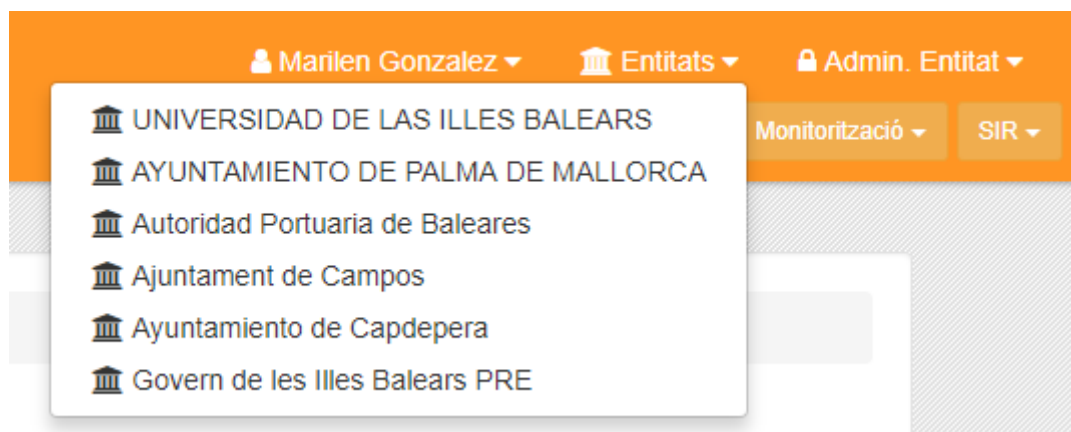 Marilen Gonzalez Entitats Admin. Entitat
UNIVERSIDAD DE LAS ILLES BALEARS
Monitorització SIR
AYUNTAMIENTO DE PALMA DE MALLORCA
Autoridad Portuaria de Baleares
Ajuntament de Campos
Ayuntamiento de Capdepera
Govern de les Illes Balears PRE